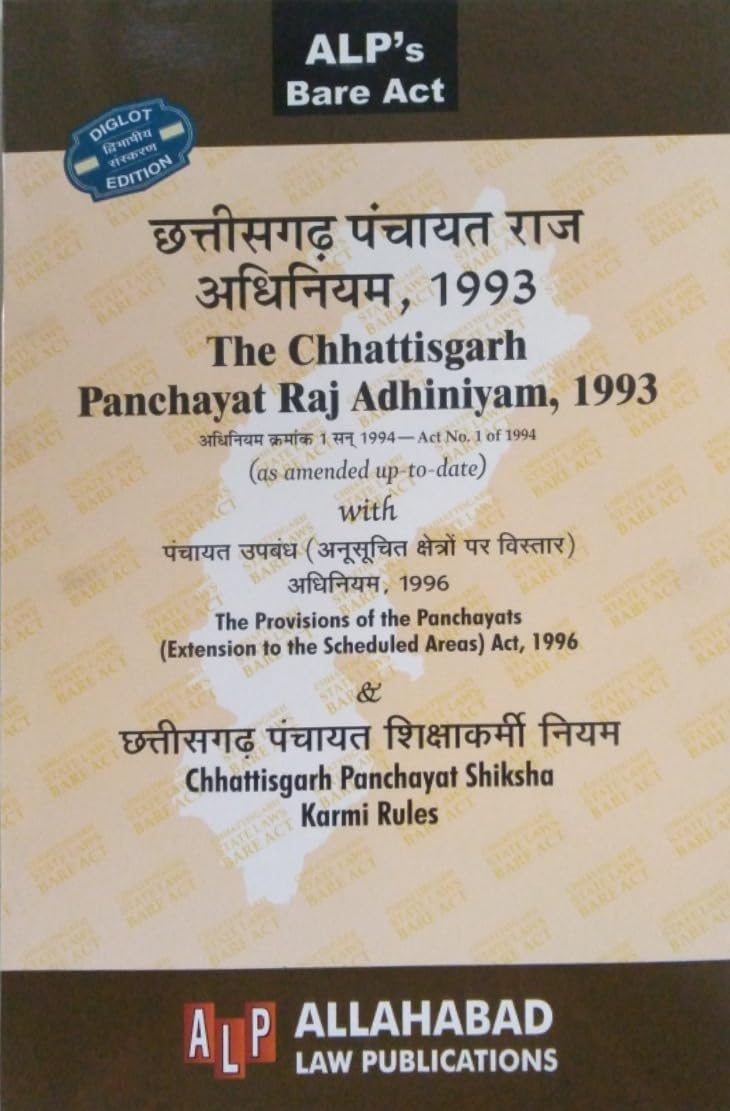 ALP's
Bare Act
DIGLOT
द्विभाषीय
संस्करण
EDITION
छत्तीसगढ़ पंचायत राज
अधिनियम, 1993
The Chhattisgarh
Panchayat Raj Adhiniyam, 1993
अधिनियम क्रमांक 1 सन् 1994—Act No. 1 of 1994
(as amended up-to-date)
with
पंचायत उपबंध (अनुसूचित क्षेत्रों पर विस्तार)
अधिनियम, 1996
The Provisions of the Panchayats
(Extension to the Scheduled Areas) Act, 1996
&
छत्तीसगढ़ पंचायत शिक्षाकर्मी नियम
Chhattisgarh Panchayat Shiksha
Karmi Rules
ALP ALLAHABAD
LAW PUBLICATIONS